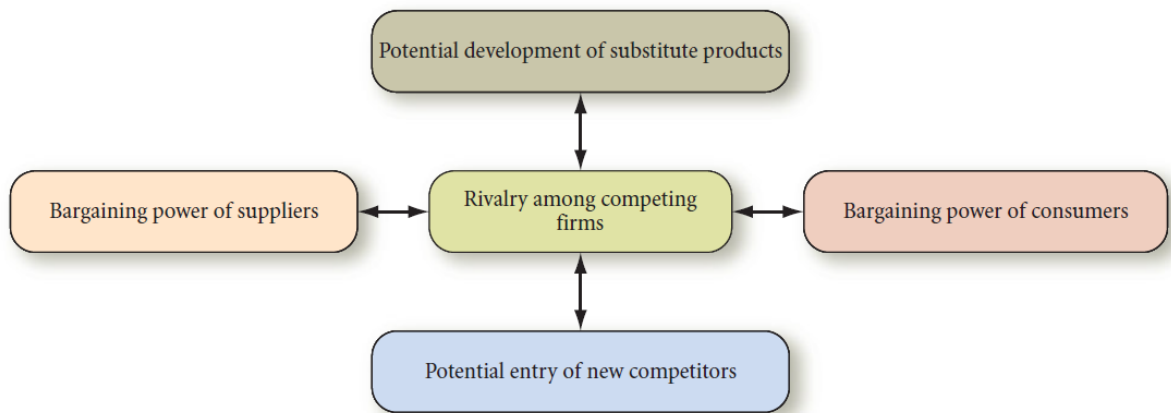 Potential development of substitute products
Bargaining power of suppliers
Rivalry among competing
firms
Bargaining power of consumers
Potential entry of new competitors